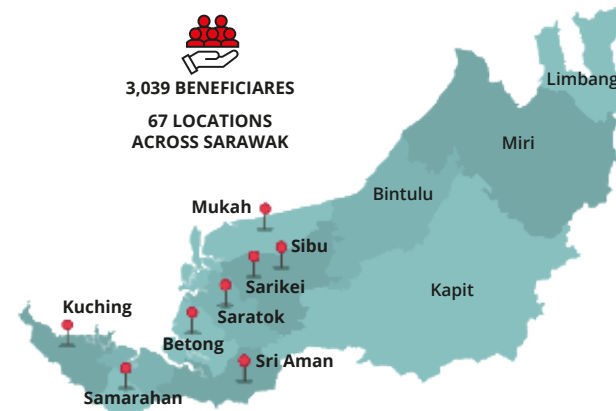 3,039 BENEFICIARES
67 LOCATIONS
ACROSS SARAWAK
Limbang
Miri
Bintulu
Mukah
Sibu
Sarikei
Kapit
Kuching
Saratok
Betong
Sri Aman
Samarahan